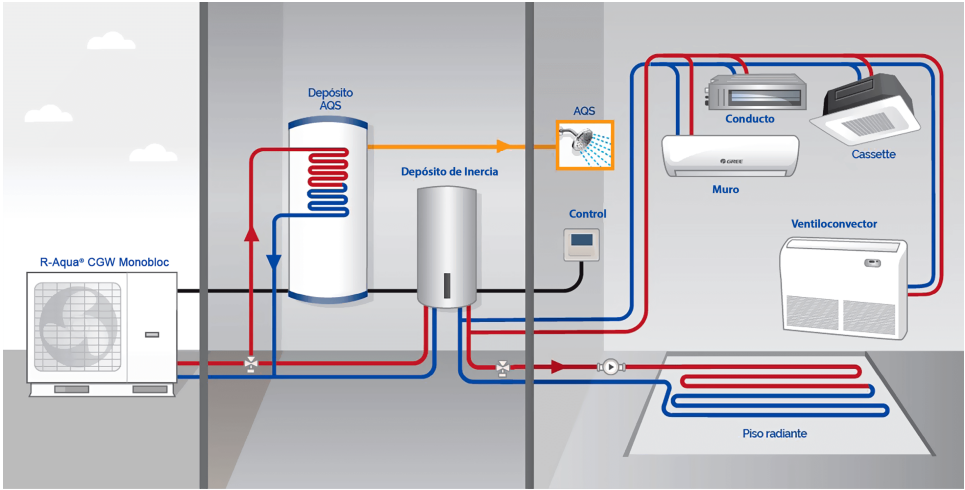 Depósito
AQS
AQS
Conducto
Cassette
GREE
Muro
Depósito de Inercia
Control
Ventiloconvector
R-Aqua® CGW Monobloc
Piso radiante